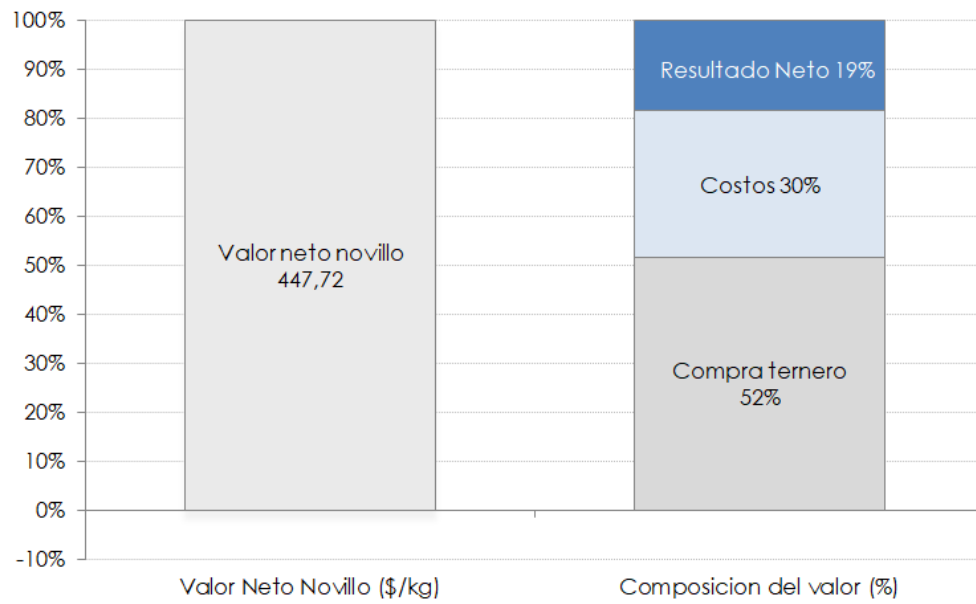 100%
90%
80%
70%
60%
50%
40%
30%
20%
10%
0%
-10%
Valor neto novillo
447,72
Resultado Neto 19%
Costos 30%
Compra ternero
52%
Valor Neto Novillo ($/kg)
Composicion del valor (%)